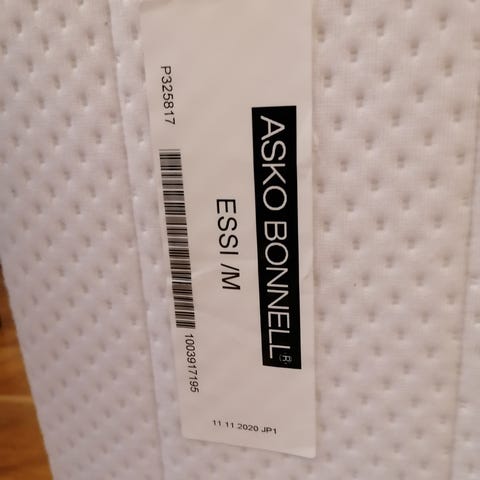 ASKO BONNELL®
ESSI /M
P325817
1003917195
11 11 2020 JP1